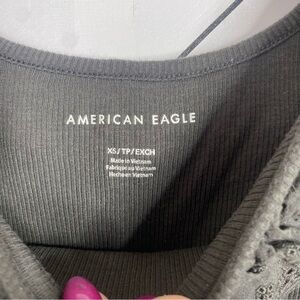 AMERICAN EAGLE
XS/TP/EXCH
Made in Vietnam
Fabriqué au Vietnam
Hecho en Vietnam